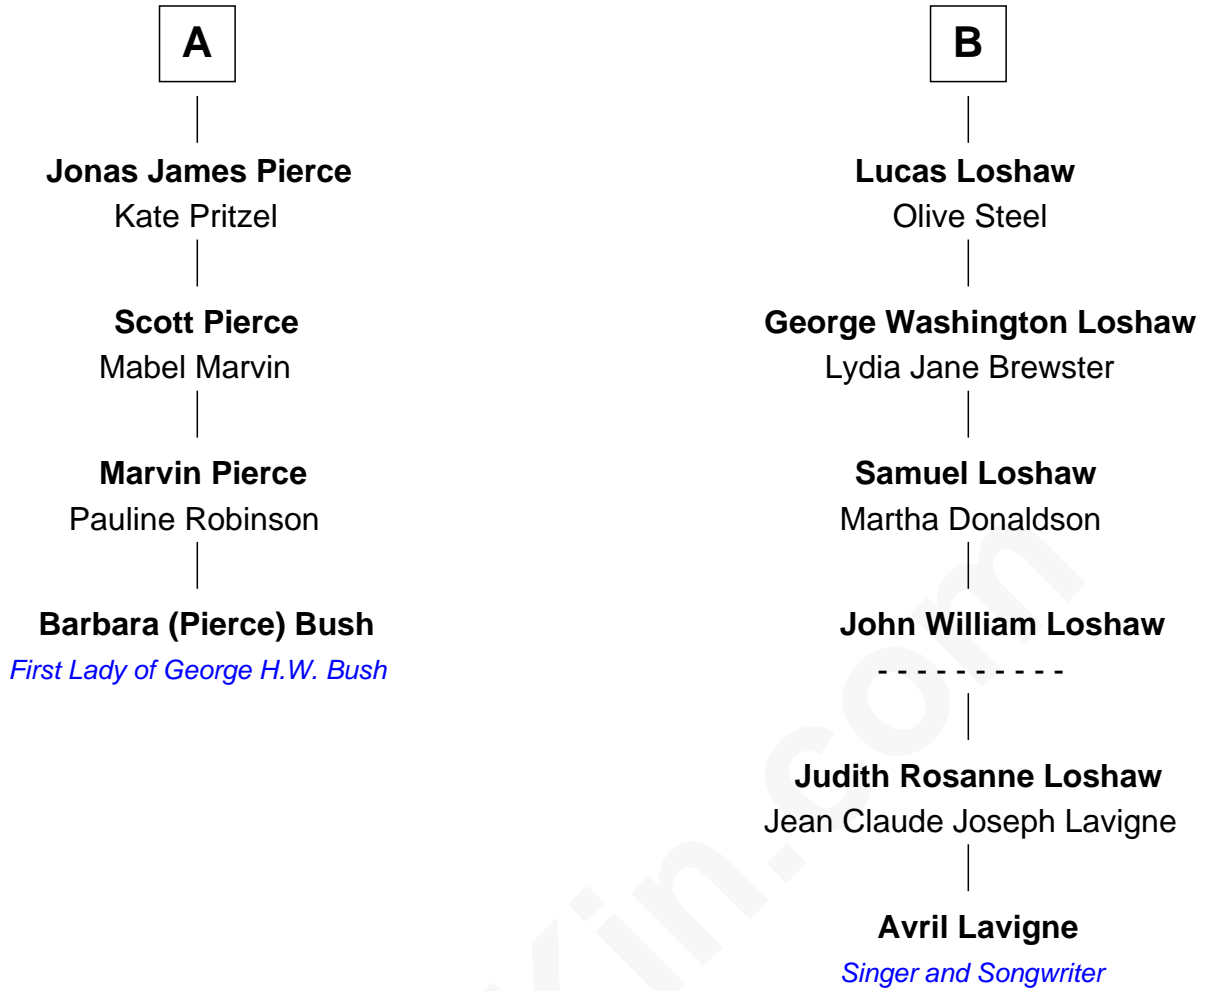 A
B
Jonas James Pierce
Kate Pritzel
Lucas Loshaw
Olive Steel
Scott Pierce
Mabel Marvin
George Washington Loshaw
Lydia Jane Brewster
Marvin Pierce
Pauline Robinson
Samuel Loshaw
Martha Donaldson
Barbara (Pierce) Bush
First Lady of George H.W. Bush
John William Loshaw
- - - - - - - - - -
Judith Rosanne Loshaw
Jean Claude Joseph Lavigne
Avril Lavigne
Singer and Songwriter
Kin.com